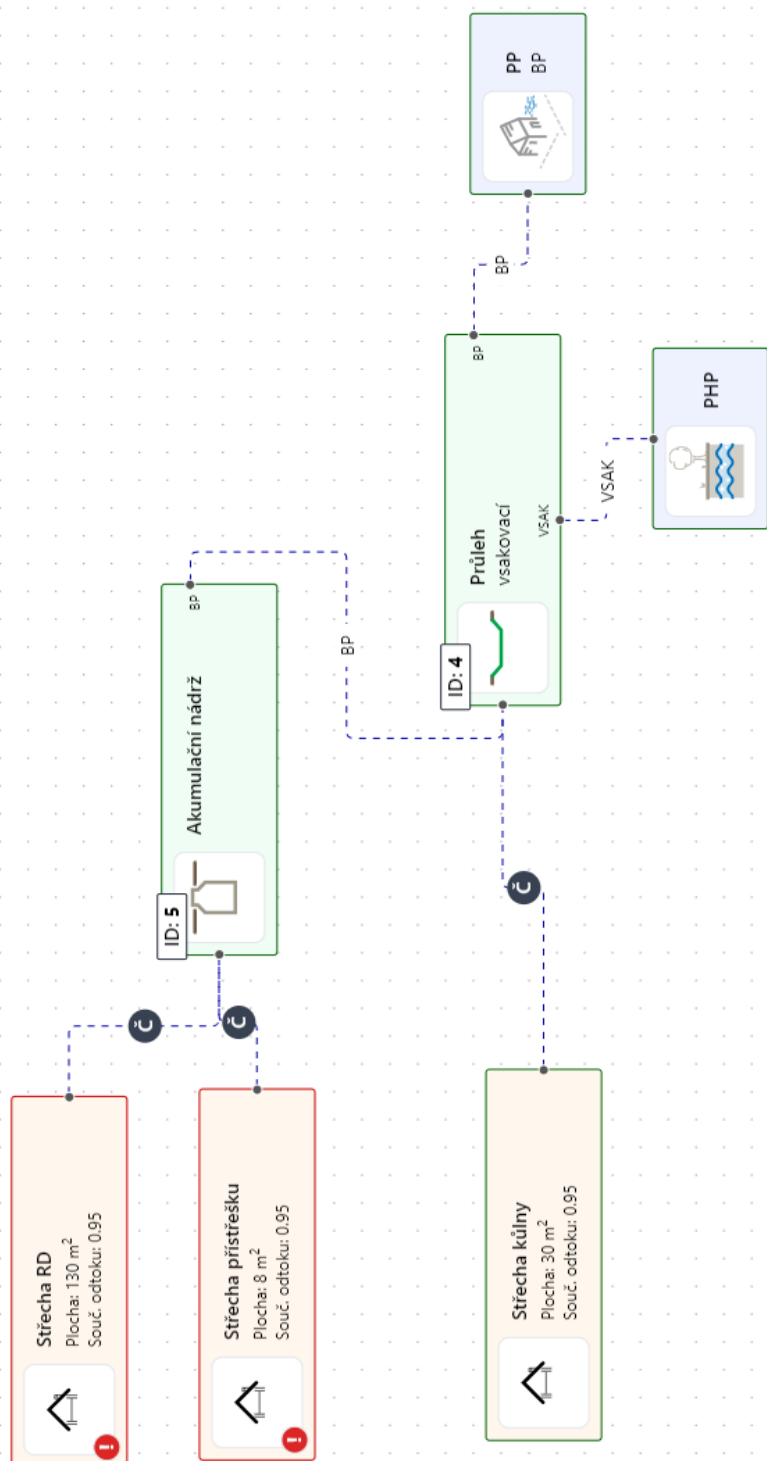 Střecha RD
Plocha: 130 m²
Souč. odtoku: 0.95
!
Č
Střecha přístřešku
Plocha: 8 m²
Souč. odtoku: 0.95
!
Č
ID: 5
Akumulační nádrž
BP
BP
Střecha kůlny
Plocha: 30 m²
Souč. odtoku: 0.95
Č
ID: 4
Průleh
vsakovací
VSAK
BP
BP
VSAK
PP
BP
PHP